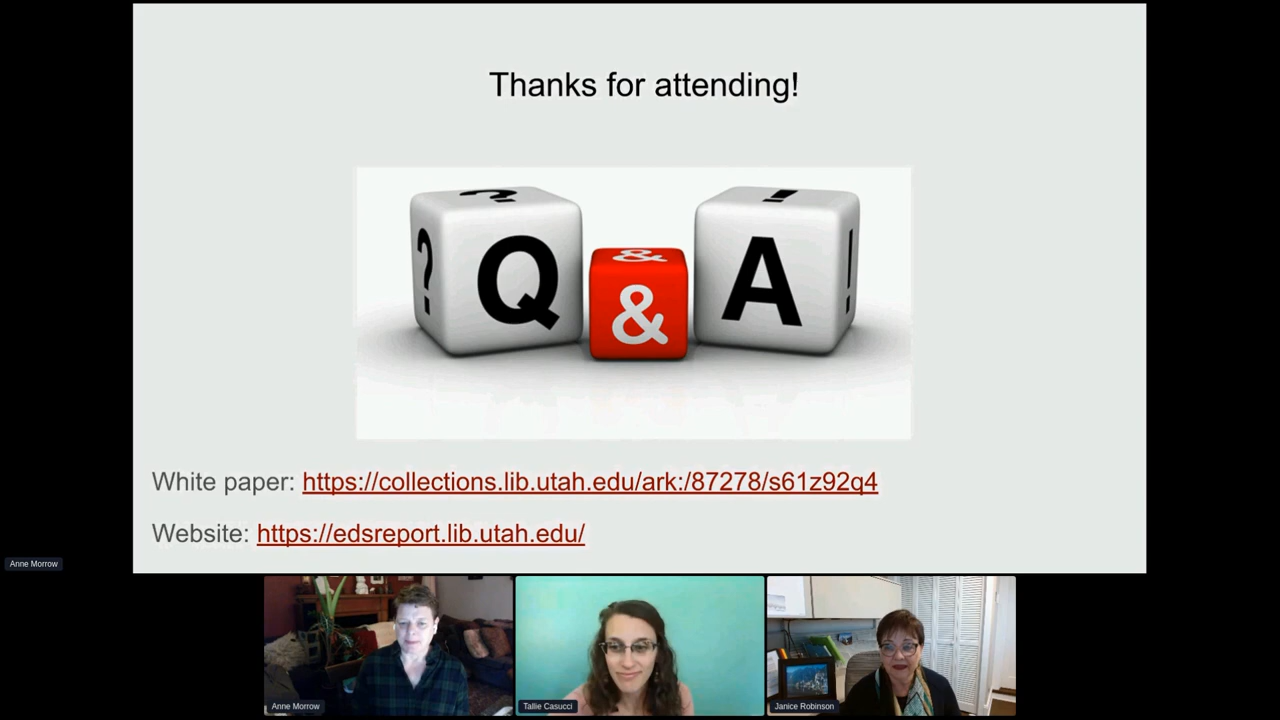 Thanks for attending!
? ? Q & & A ! !
White paper: https://collections.lib.utah.edu/ark:/87278/s61z92q4
Website: https://edsreport.lib.utah.edu/
Anne Morrow
Anne Morrow
Tallie Casucci
Janice Robinson